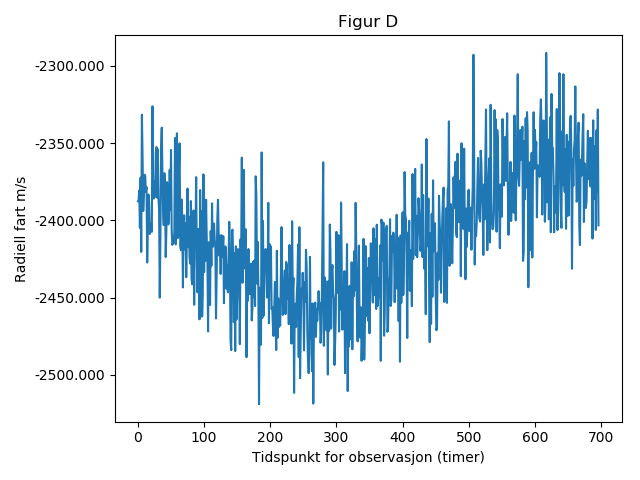 Figur D
Radiell fart m/s
-2300.000
-2350.000
-2400.000
-2450.000
-2500.000
0 100 200 300 400 500 600 700
Tidspunkt for observasjon (timer)